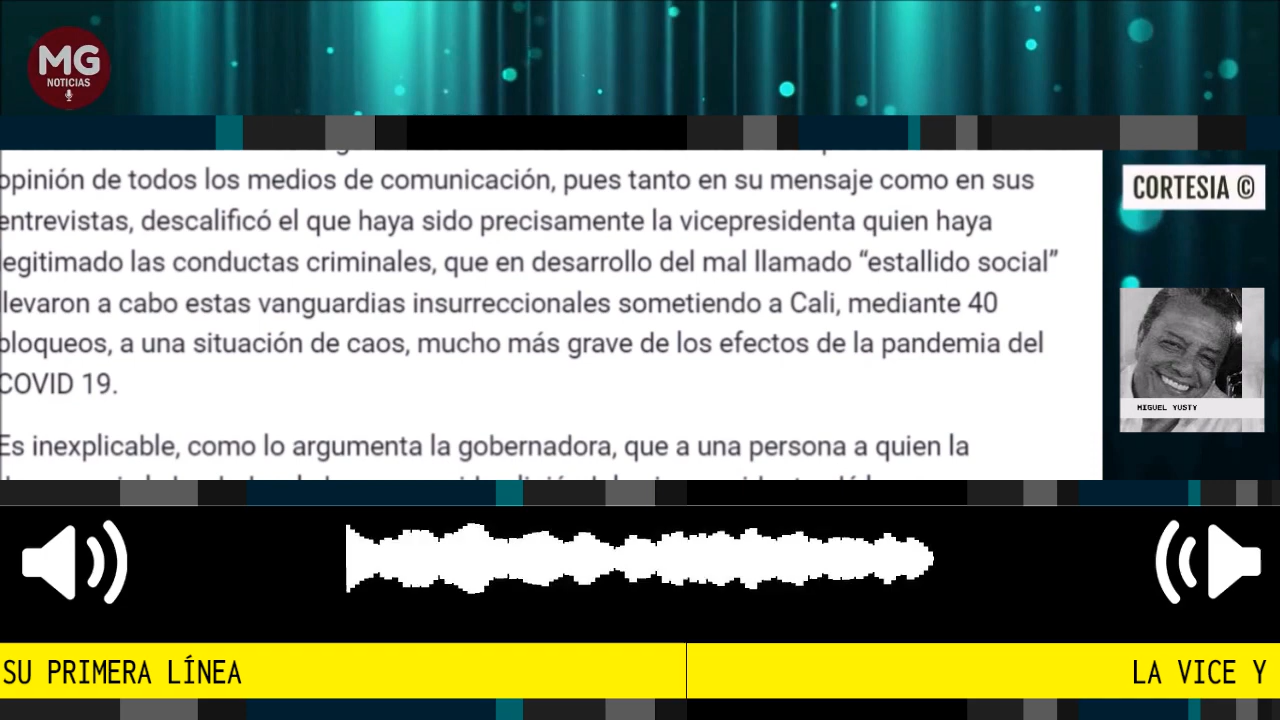 MG
NOTICIAS
opinión de todos los medios de comunicación, pues tanto en su mensaje como en sus
entrevistas, descalificó el que haya sido precisamente la vicepresidenta quien haya
legitimado las conductas criminales, que en desarrollo del mal llamado “estallido social”
llevaron a cabo estas vanguardias insurreccionales sometiendo a Cali, mediante 40
bloqueos, a una situación de caos, mucho más grave de los efectos de la pandemia del
COVID 19.
Es inexplicable, como lo argumenta la gobernadora, que a una persona a quien la
CORTESIA ©
MIGUEL YUSTY
SU PRIMERA LÍNEA
LA VICE Y